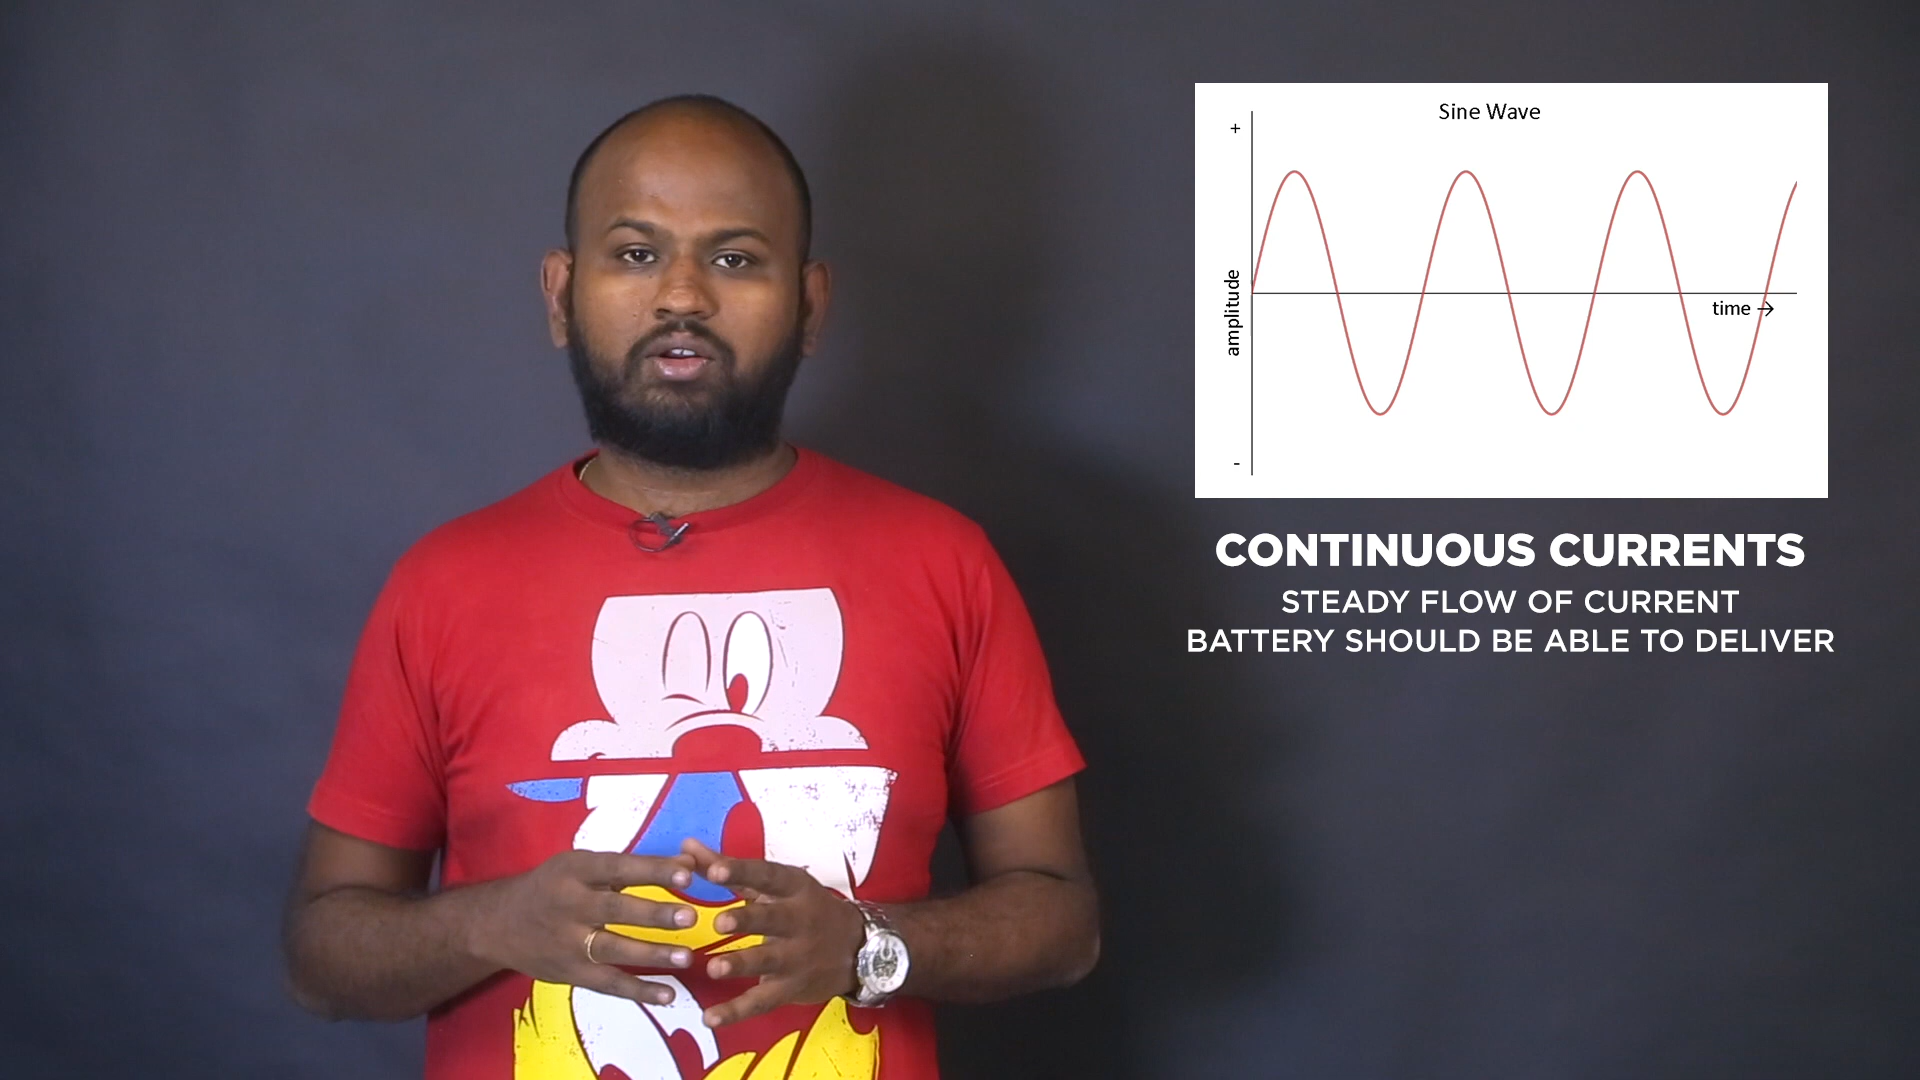 Sine Wave
+
amplitude
time →
-
CONTINUOUS CURRENTS
STEADY FLOW OF CURRENT
BATTERY SHOULD BE ABLE TO DELIVER